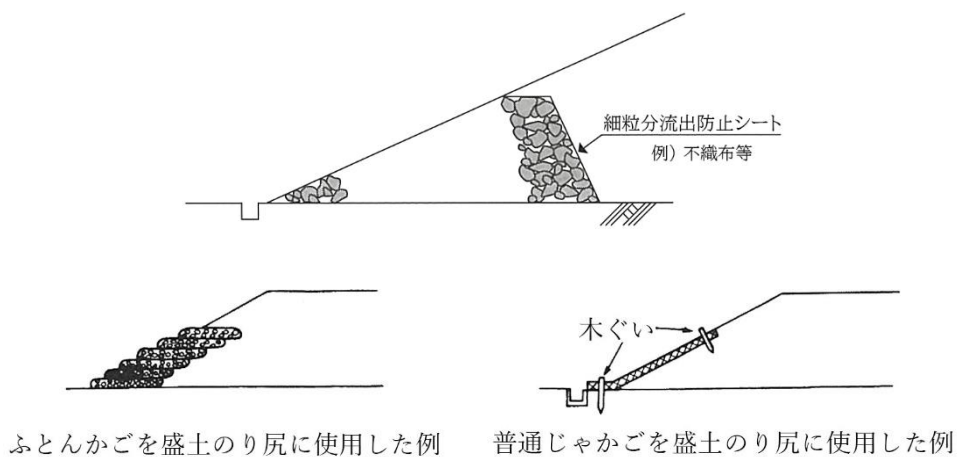 細粒分流出防止シート
例）不織布等
木ぐい
ふとんかごを盛土のり尻に使用した例
普通じゃかごを盛土のり尻に使用した例